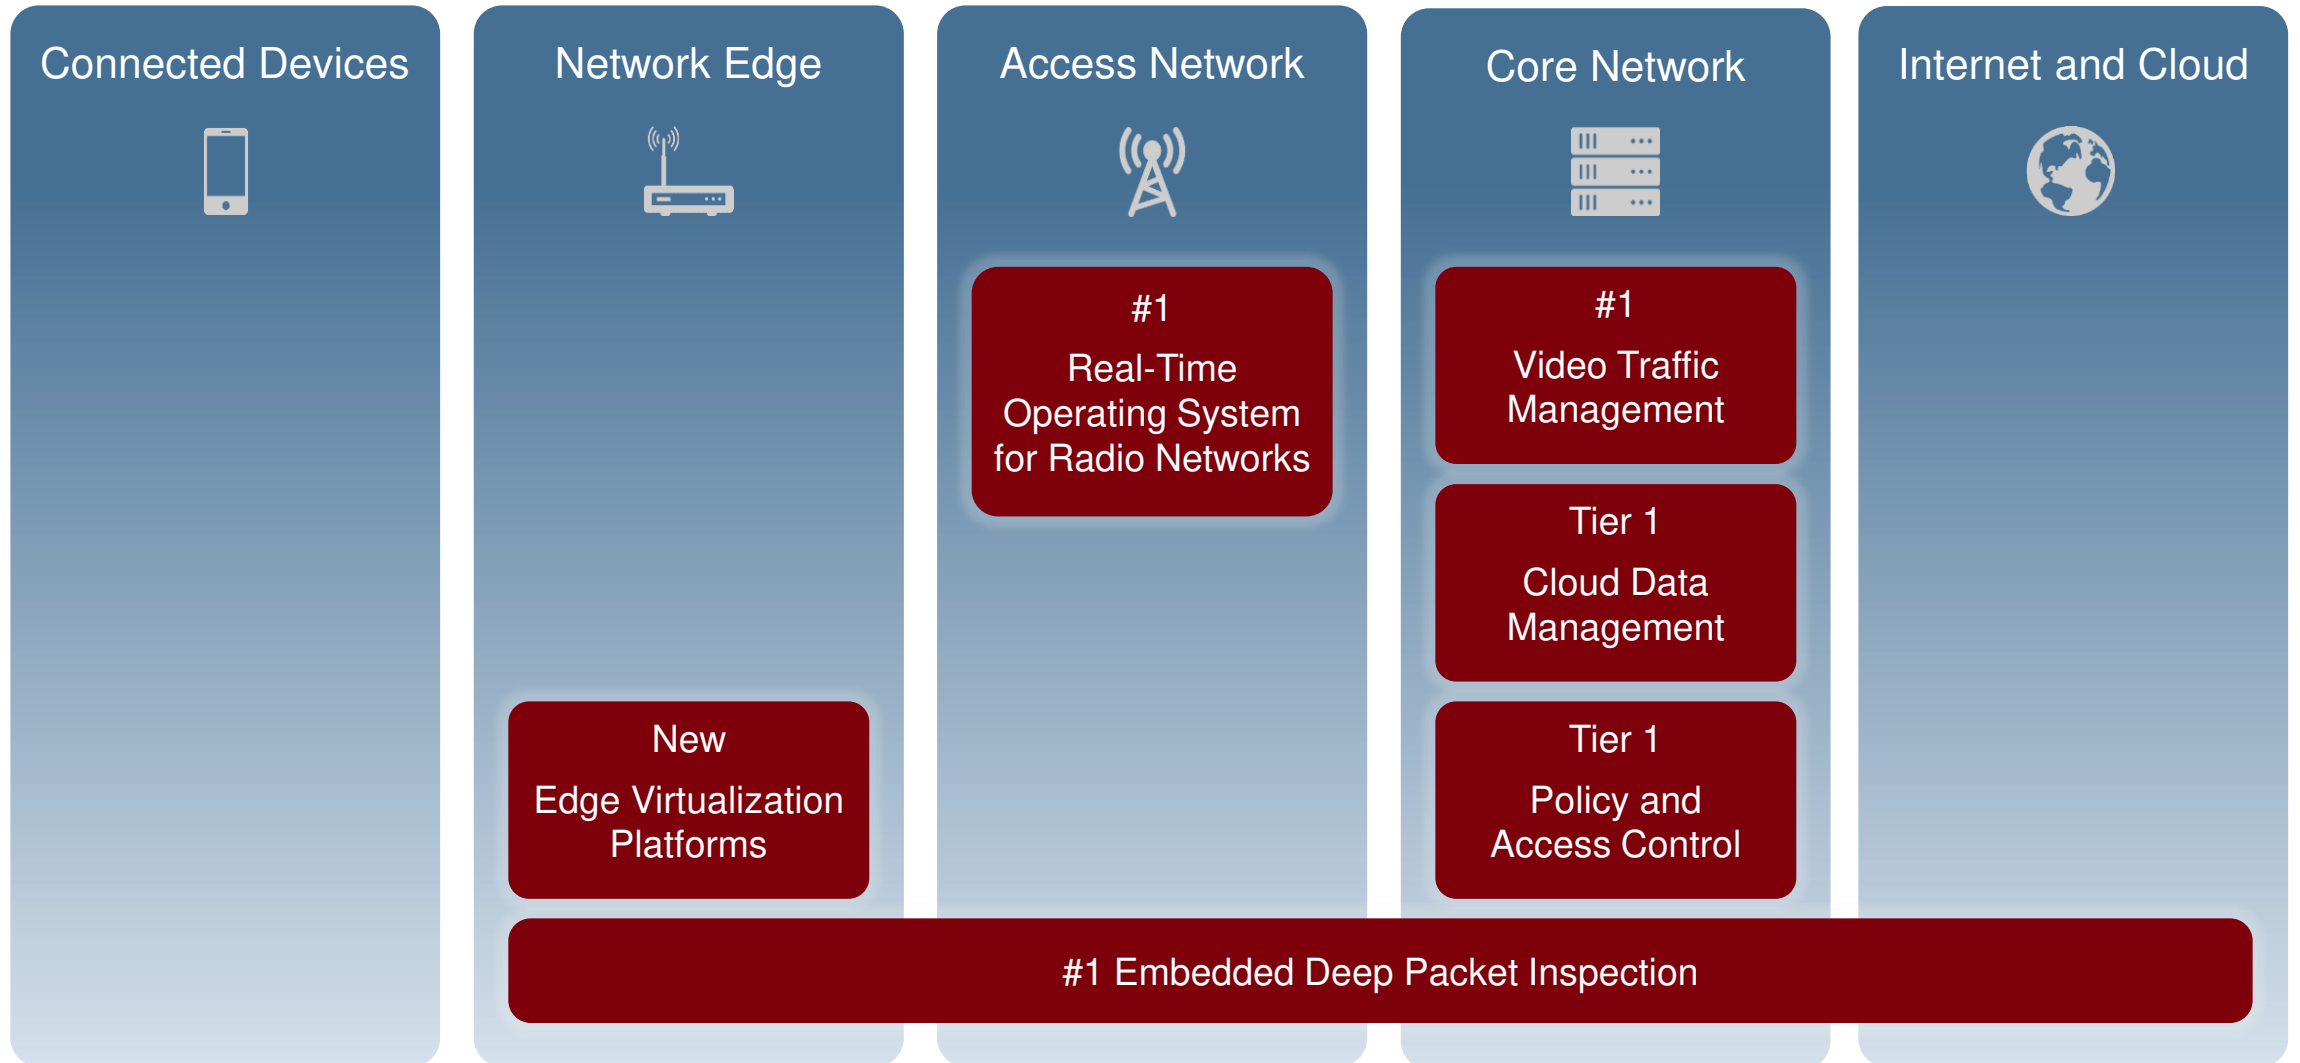 Connected Devices
Network Edge
Access Network
Core Network
Internet and Cloud
#1
Real-Time
Operating System
for Radio Networks
#1
Video Traffic
Management
Tier 1
Cloud Data
Management
New
Edge Virtualization
Platforms
Tier 1
Policy and
Access Control
#1 Embedded Deep Packet Inspection